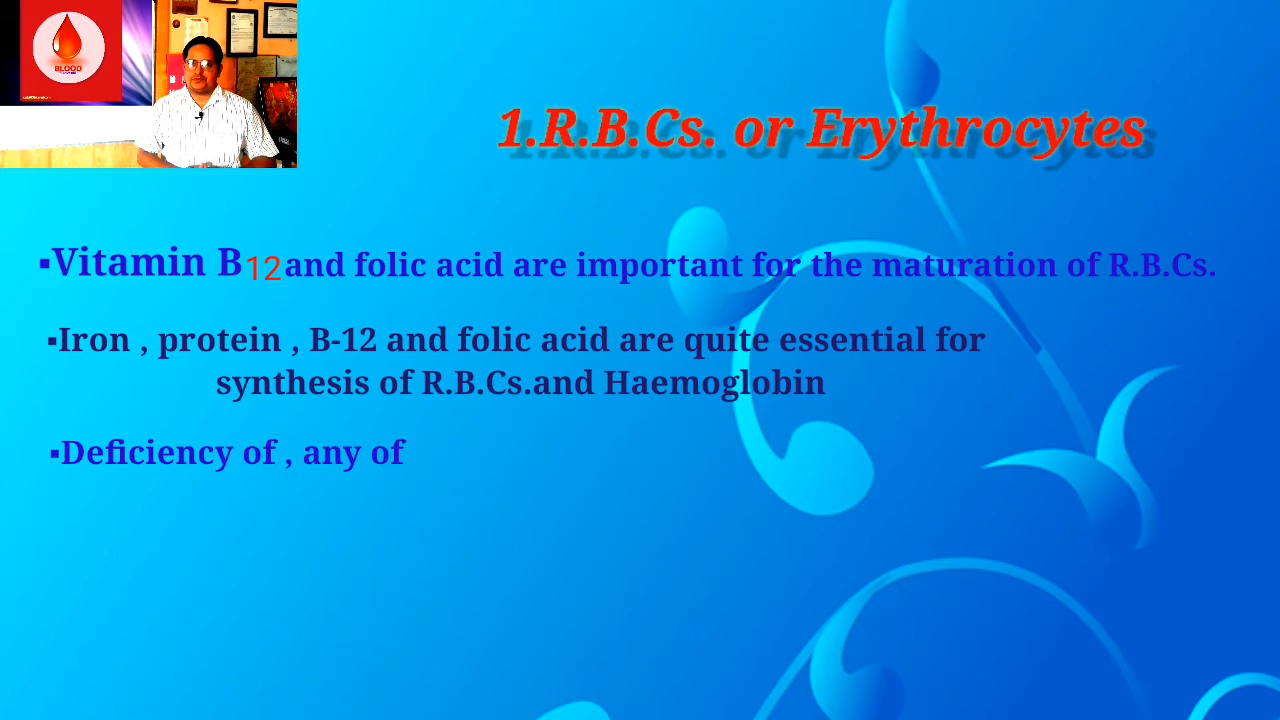 BLOOD
1.R.B.Cs. or Erythrocytes
▪Vitamin B12 and folic acid are important for the maturation of R.B.Cs.
▪Iron , protein , B-12 and folic acid are quite essential for
synthesis of R.B.Cs.and Haemoglobin
▪Deficiency of , any of